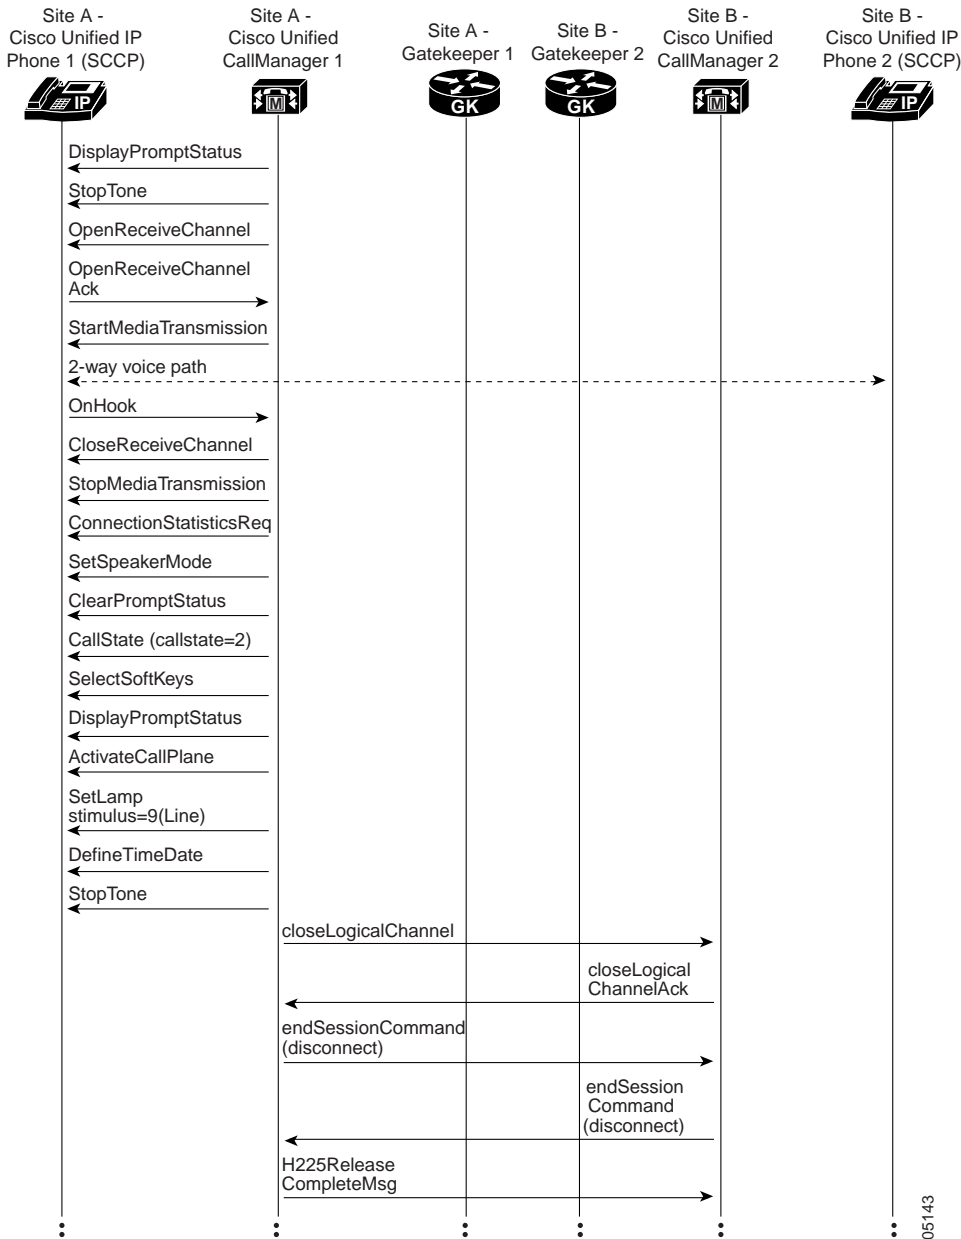 Site A -
Cisco Unified IP
Phone 1 (SCCP)
Site A -
Cisco Unified
CallManager 1
Site A -
Gatekeeper 1
Site B -
Gatekeeper 2
Site B -
Cisco Unified
CallManager 2
Site B -
Cisco Unified IP
Phone 2 (SCCP)
IP
M
GK
GK
M
IP
DisplayPromptStatus
StopTone
OpenReceiveChannel
OpenReceiveChannel
Ack
StartMediaTransmission
2-way voice path
OnHook
CloseReceiveChannel
StopMediaTransmission
ConnectionStatisticsReq
SetSpeakerMode
ClearPromptStatus
CallState (callstate=2)
SelectSoftKeys
DisplayPromptStatus
ActivateCallPlane
SetLamp
stimulus=9(Line)
DefineTimeDate
StopTone
closeLogicalChannel
closeLogical
ChannelAck
endSessionCommand
(disconnect)
endSession
Command
(disconnect)
H225Release
CompleteMsg
05143